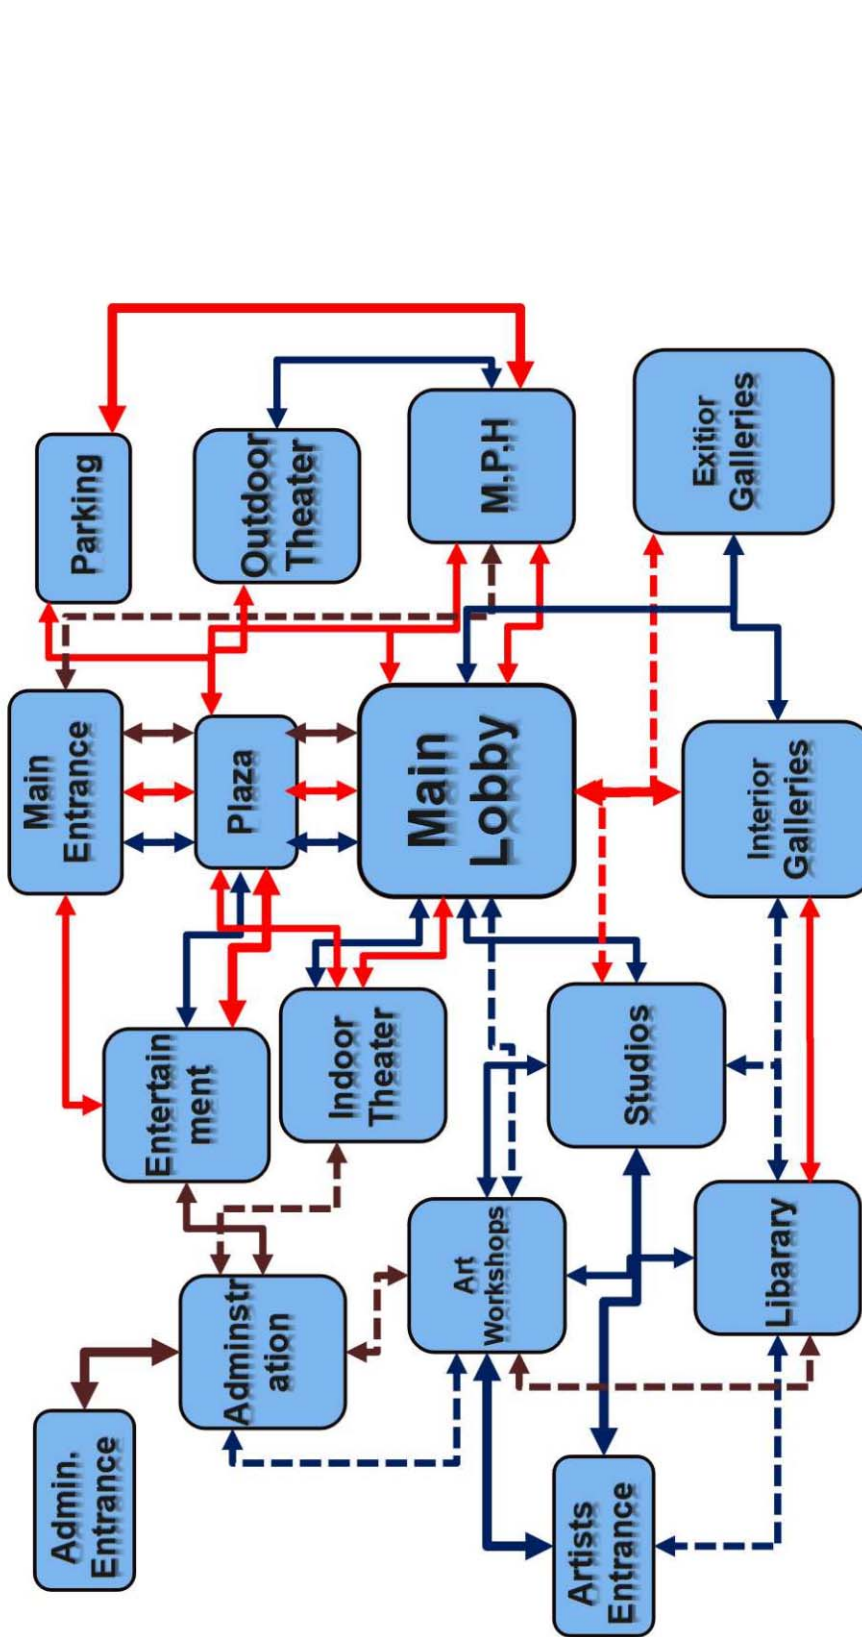 Admin.
Entrance
Main
Entrance
Parking
Adminstr
ation
Entertain
ment
Plaza
Outdoor
Theater
Indoor
Theater
Art
Workshops
Main
Lobby
M.P.H
Artists
Entrance
Studios
Libarary
Interior
Galleries
Exitior
Galleries